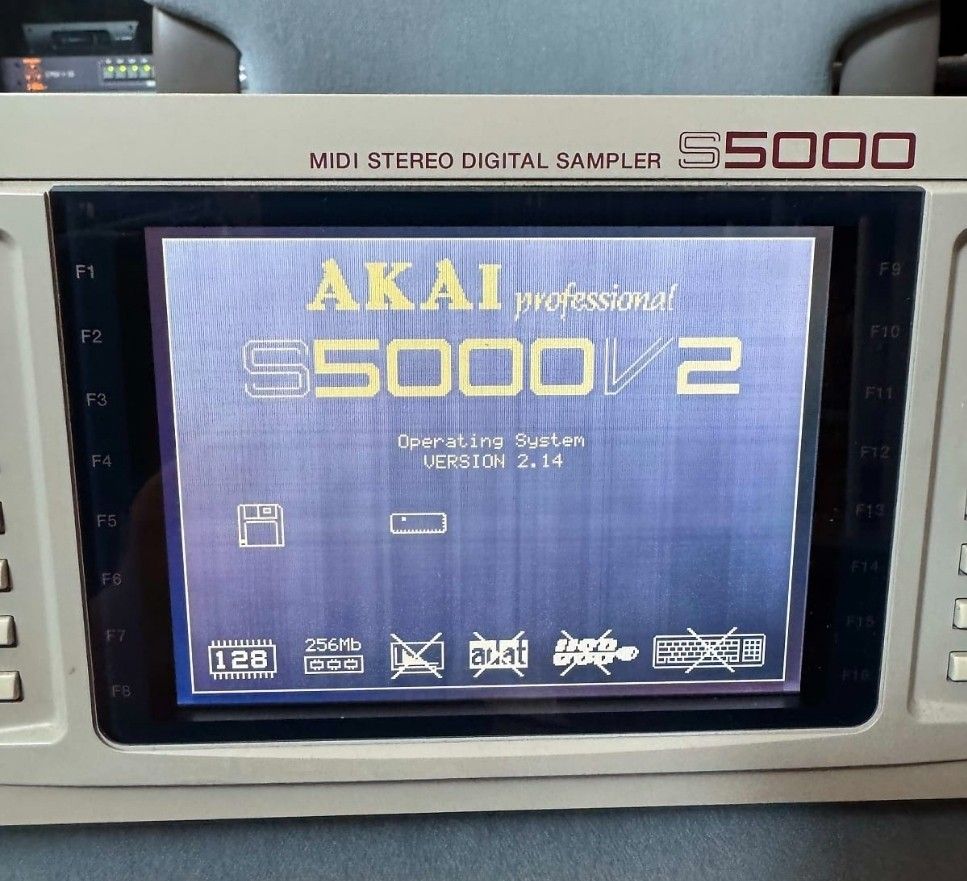 MIDI STEREO DIGITAL SAMPLER S5000
AKAI professional
S5000V2
Operating System
VERSION 2.14
128
256Mb
adat
F1
F2
F3
F4
F5
F6
F7
F8
F9
F10
F11
F12
F13
F14
F15
F16